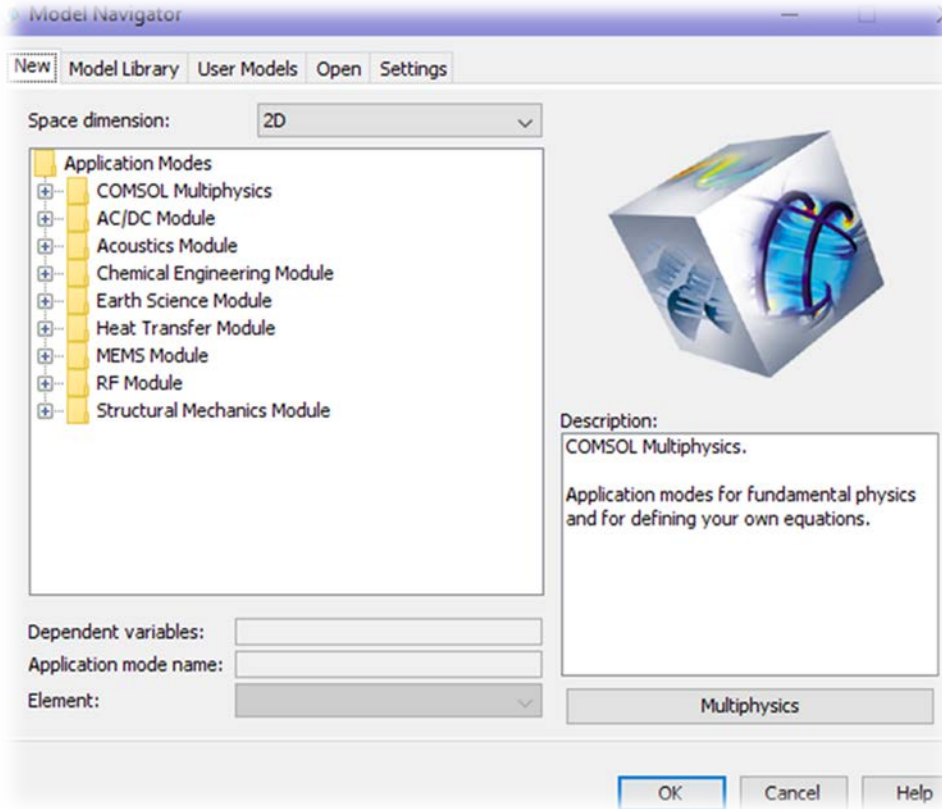 Model Navigator
New Model Library User Models Open Settings
Space dimension: 2D
Application Modes
COMSOL Multiphysics
AC/DC Module
Acoustics Module
Chemical Engineering Module
Earth Science Module
Heat Transfer Module
MEMS Module
RF Module
Structural Mechanics Module
Description:
COMSOL Multiphysics.
Application modes for fundamental physics
and for defining your own equations.
Dependent variables:
Application mode name:
Element:
Multiphysics
OK Cancel Help